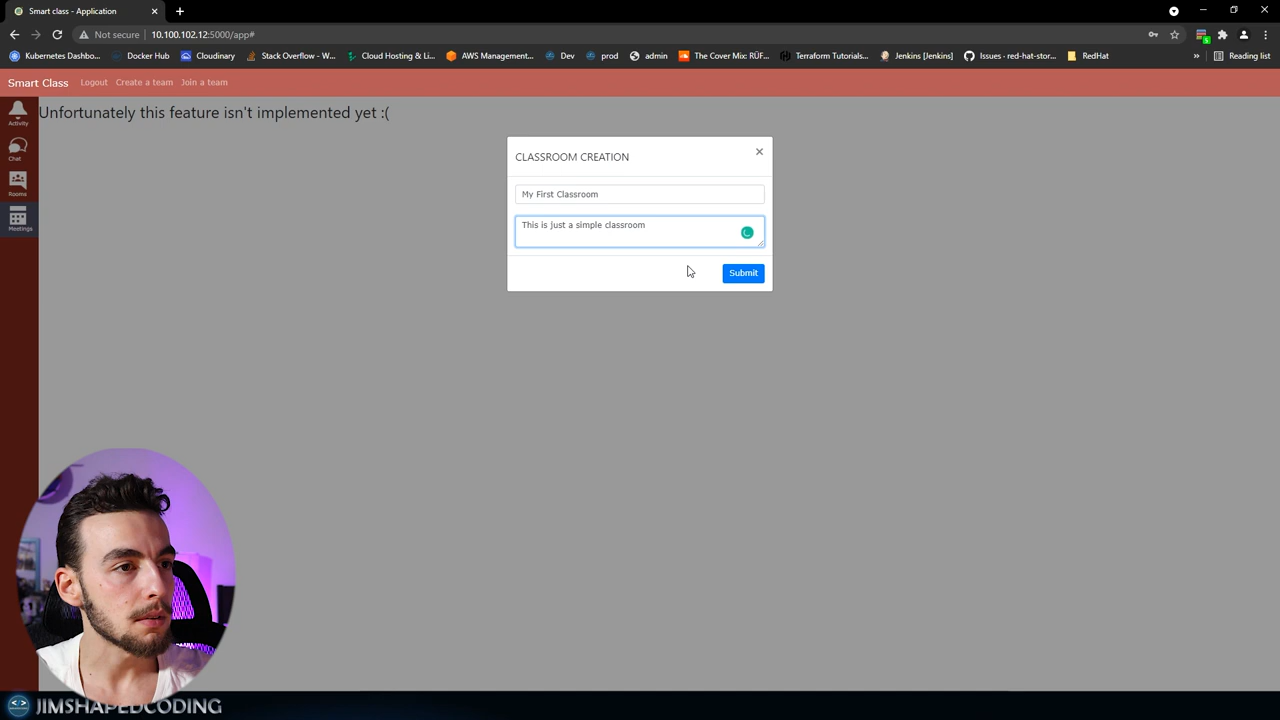 Smart class - Application
Not secure
10.100.102.12:5000/app#
Kubernetes Dashbo...
Docker Hub
Cloudinary
Stack Overflow - W...
Cloud Hosting & Li...
AWS Management...
Dev
prod
admin
The Cover Mix: RÜF...
Terraform Tutorials...
Jenkins [Jenkins]
Issues · red-hat-stor...
RedHat
»
Reading list
Smart Class
Logout
Create a team
Join a team
Activity
Chat
Rooms
Meetings
Unfortunately this feature isn't implemented yet :(
CLASSROOM CREATION
My First Classroom
This is just a simple classroom
Submit
JIMSHAPEDCODING